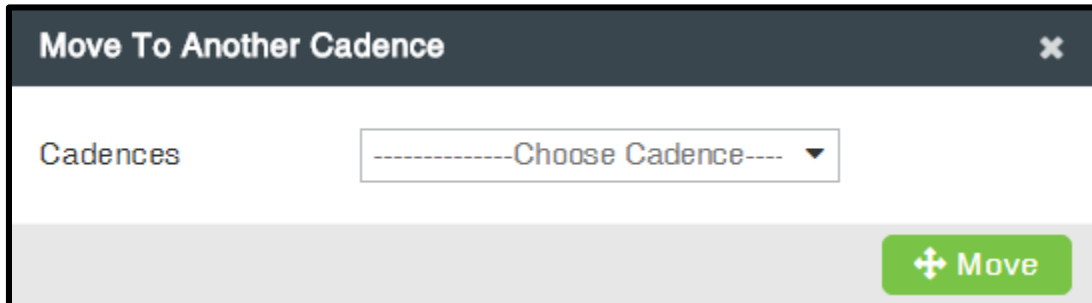 Move To Another Cadence
Cadences
--------------Choose Cadence----
Move